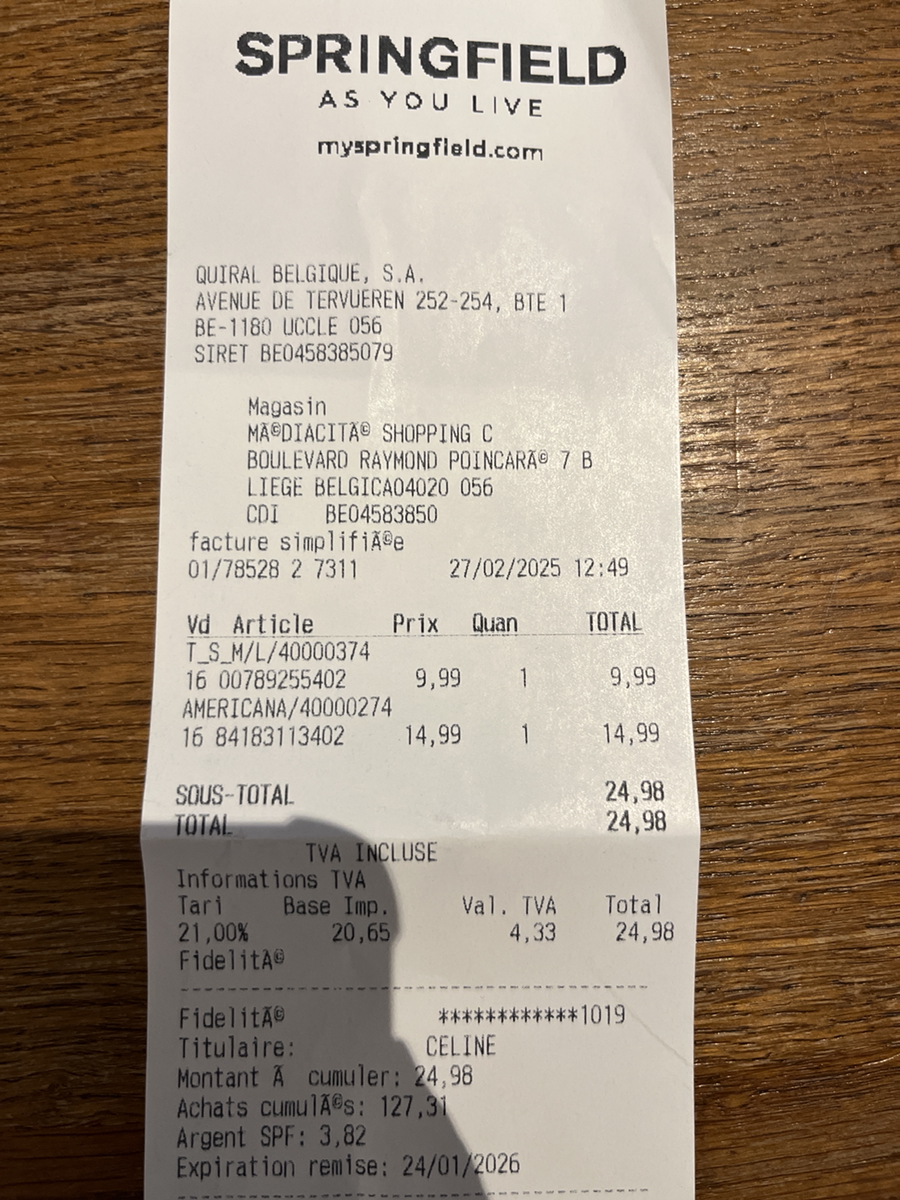 SPRINGFIELD
AS YOU LIVE
myspringfield.com
QUIRAL BELGIQUE, S.A.
AVENUE DE TERVUEREN 252-254, BTE 1
BE-1180 UCCLE 056
SIRET BE0458385079
Magasin
MÃ©DIACITÃ© SHOPPING C
BOULEVARD RAYMOND POINCARÃ© 7 B
LIEGE BELGICA04020 056
CDI BE04583850
facture simplifiÃ©e
01/78528 2 7311 27/02/2025 12:49
Vd Article Prix Quan TOTAL
T_S_M/L/40000374
16 00789255402 9,99 1 9,99
AMERICANA/40000274
16 84183113402 14,99 1 14,99
SOUS-TOTAL 24,98
TOTAL 24,98
TVA INCLUSE
Informations TVA
Tari Base Imp. Val. TVA Total
21,00% 20,65 4,33 24,98
FidelitÃ©
------------------------------------------------
FidelitÃ© ************1019
Titulaire: CELINE
Montant Ã  cumuler: 24,98
Achats cumulÃ©s: 127,31
Argent SPF: 3,82
Expiration remise: 24/01/2026
------------------------------------------------